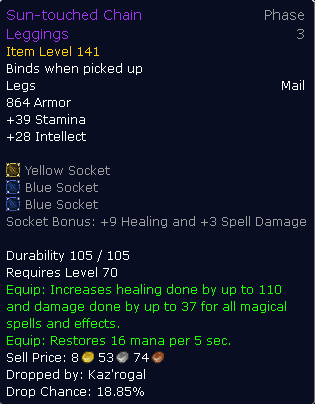 Sun-touched Chain Phase
Leggings 3
Item Level 141
Binds when picked up
Legs Mail
864 Armor
+39 Stamina
+28 Intellect
Yellow Socket
Blue Socket
Blue Socket
Socket Bonus: +9 Healing and +3 Spell Damage
Durability 105 / 105
Requires Level 70
Equip: Increases healing done by up to 110
and damage done by up to 37 for all magical
spells and effects.
Equip: Restores 16 mana per 5 sec.
Sell Price: 8 53 74
Dropped by: Kaz'rogal
Drop Chance: 18.85%